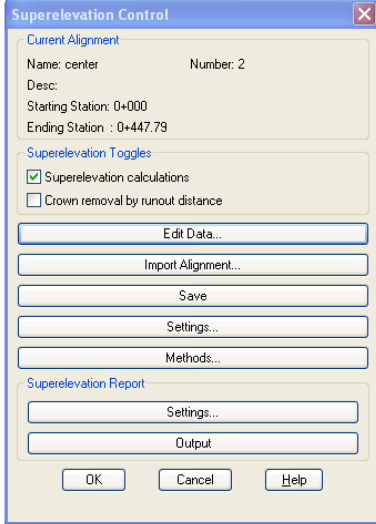 Superelevation Control
Current Alignment
Name: center Number: 2
Desc:
Starting Station: 0+000
Ending Station : 0+447.79
Superelevation Toggles
Superelevation calculations
Crown removal by runout distance
Edit Data...
Import Alignment...
Save
Settings...
Methods...
Superelevation Report
Settings...
Output
OK Cancel Help